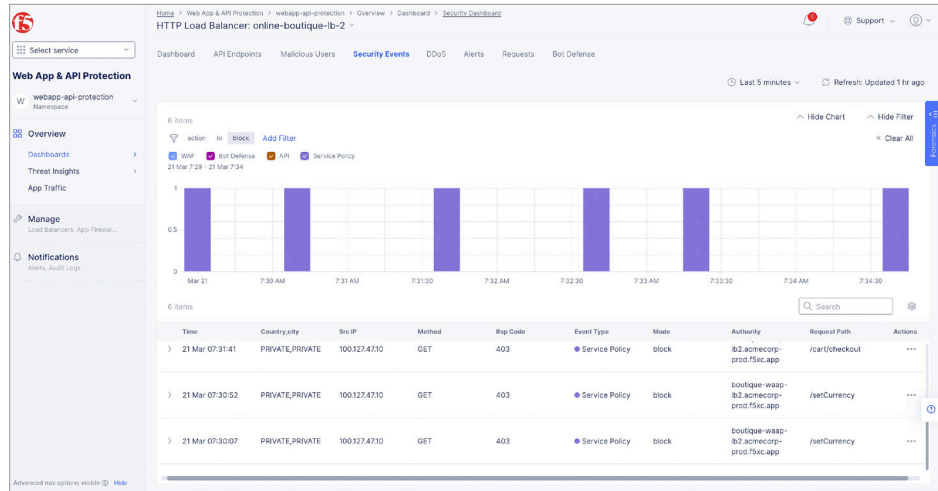 Home > Web App & API Protection > webapp-api-protection > Overview > Dashboard > Security Dashboard
HTTP Load Balancer: online-boutique-lb-2
Support
Select service
Web App & API Protection
W
webapp-api-protection
Namespace
Overview
Dashboards
Threat Insights
App Traffic
Manage
Load Balancers, App Firewal...
Notifications
Alerts, Audit Logs
Advanced nav options visible Hide
Dashboard API Endpoints Malicious Users Security Events DDoS Alerts Requests Bot Defense
Last 5 minutes Refresh: Updated 1 hr ago
6 items Hide Chart Hide Filter
action In block Add Filter × Clear All
WAF Bot Defense API Service Policy
21 Mar 7:29 - 21 Mar 7:34
1
0.5
0
Mar 21 7:30 AM 7:31 AM 7:31:30 7:32 AM 7:32:30 7:33 AM 7:33:30 7:34 AM 7:34:30
Forensics
6 items Search
Time Country,city Src IP Method Rsp Code Event Type Mode Authority Request Path Actions
21 Mar 07:31:41 PRIVATE,PRIVATE 100.127.47.10 GET 403 Service Policy block lb2.acmecorp- /cart/checkout ...
prod.f5xc.app
boutique-waap-
21 Mar 07:30:52 PRIVATE,PRIVATE 100.127.47.10 GET 403 Service Policy block lb2.acmecorp- /setCurrency ...
prod.f5xc.app
boutique-waap-
21 Mar 07:30:07 PRIVATE,PRIVATE 100.127.47.10 GET 403 Service Policy block lb2.acmecorp- /setCurrency ...
prod.f5xc.app